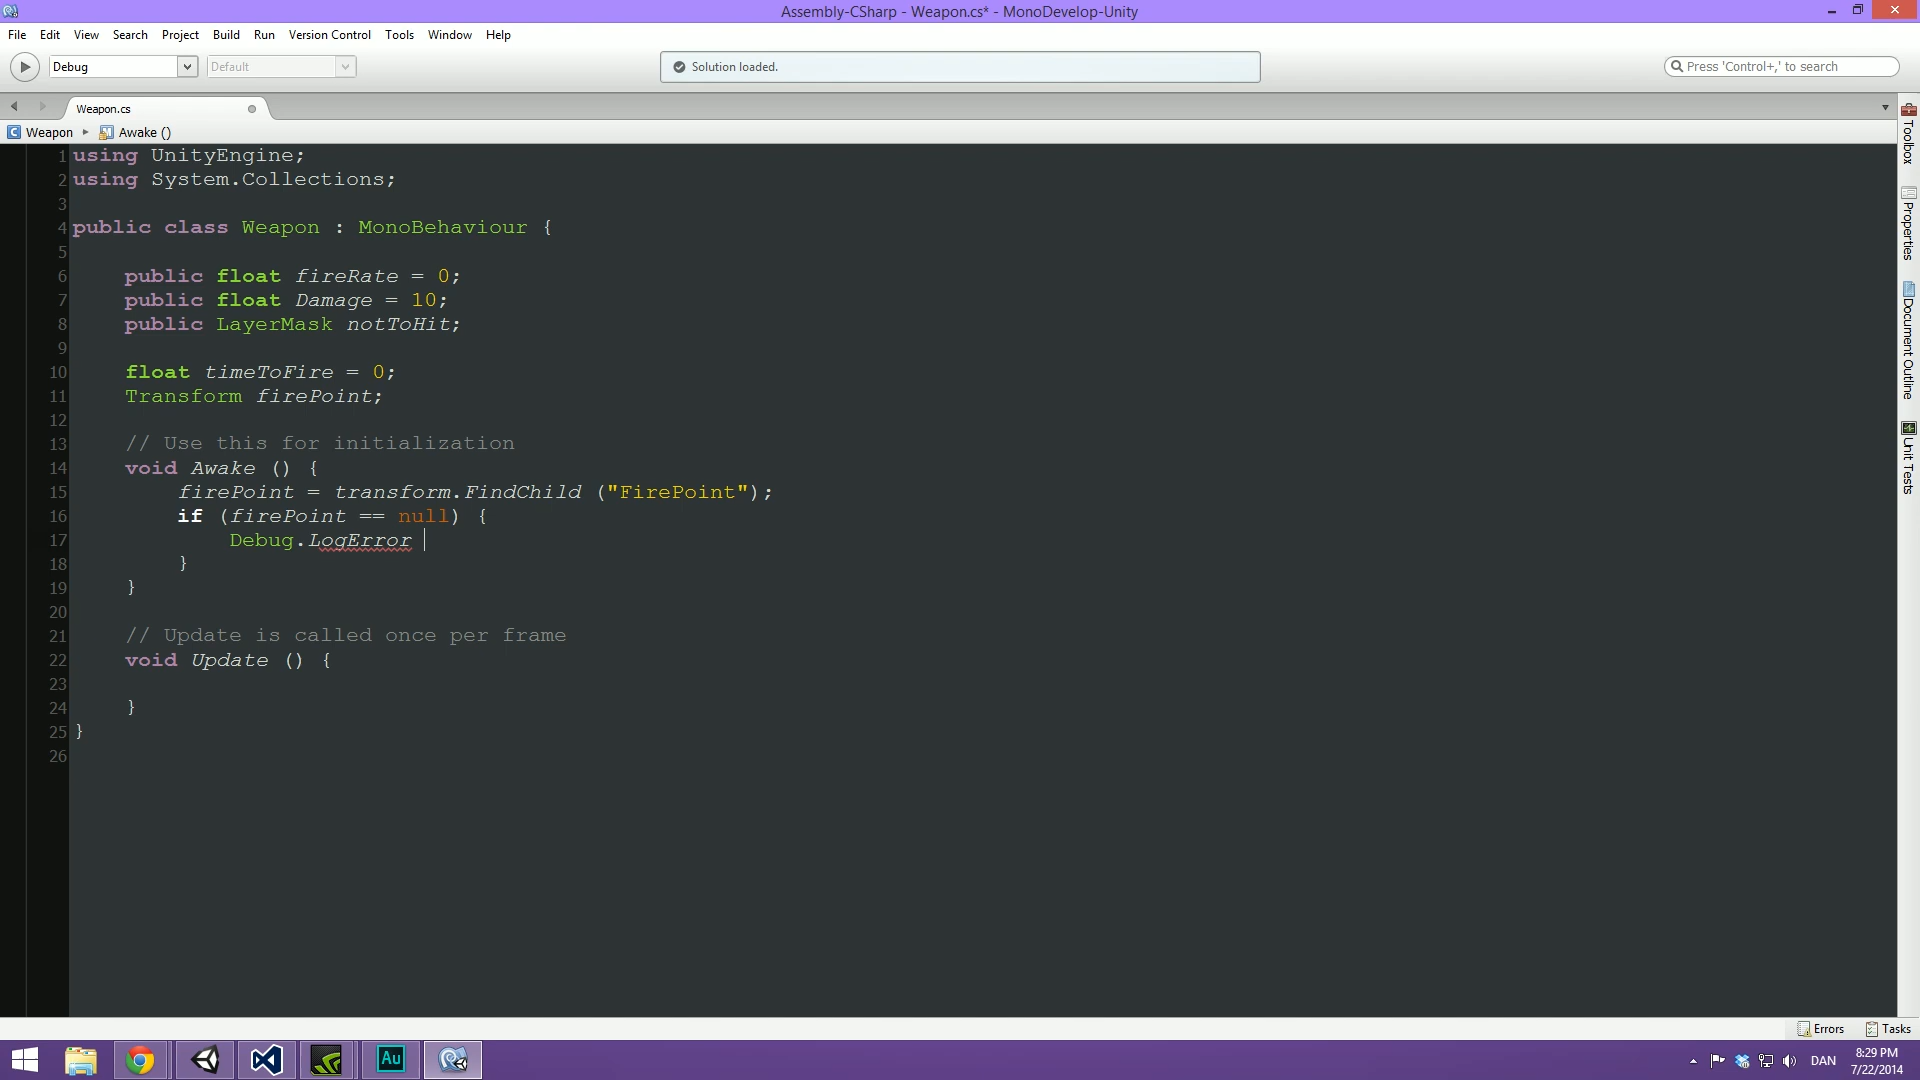 Assembly-CSharp - Weapon.cs* - MonoDevelop-Unity
File Edit View Search Project Build Run Version Control Tools Window Help
Debug Default Solution loaded. Press 'Control+,' to search
Weapon.cs
Weapon Awake ()
1 using UnityEngine;
2 using System.Collections;
3
4 public class Weapon : MonoBehaviour {
5
6 public float fireRate = 0;
7 public float Damage = 10;
8 public LayerMask notToHit;
9
10 float timeToFire = 0;
11 Transform firePoint;
12
13 // Use this for initialization
14 void Awake () {
15 firePoint = transform.FindChild ("FirePoint");
16 if (firePoint == null) {
17 Debug.LogError
18 }
19 }
20
21 // Update is called once per frame
22 void Update () {
23
24 }
25 }
26
Toolbox
Properties
Document Outline
Unit Tests
Errors Tasks
Au
DAN
8:29 PM
7/22/2014